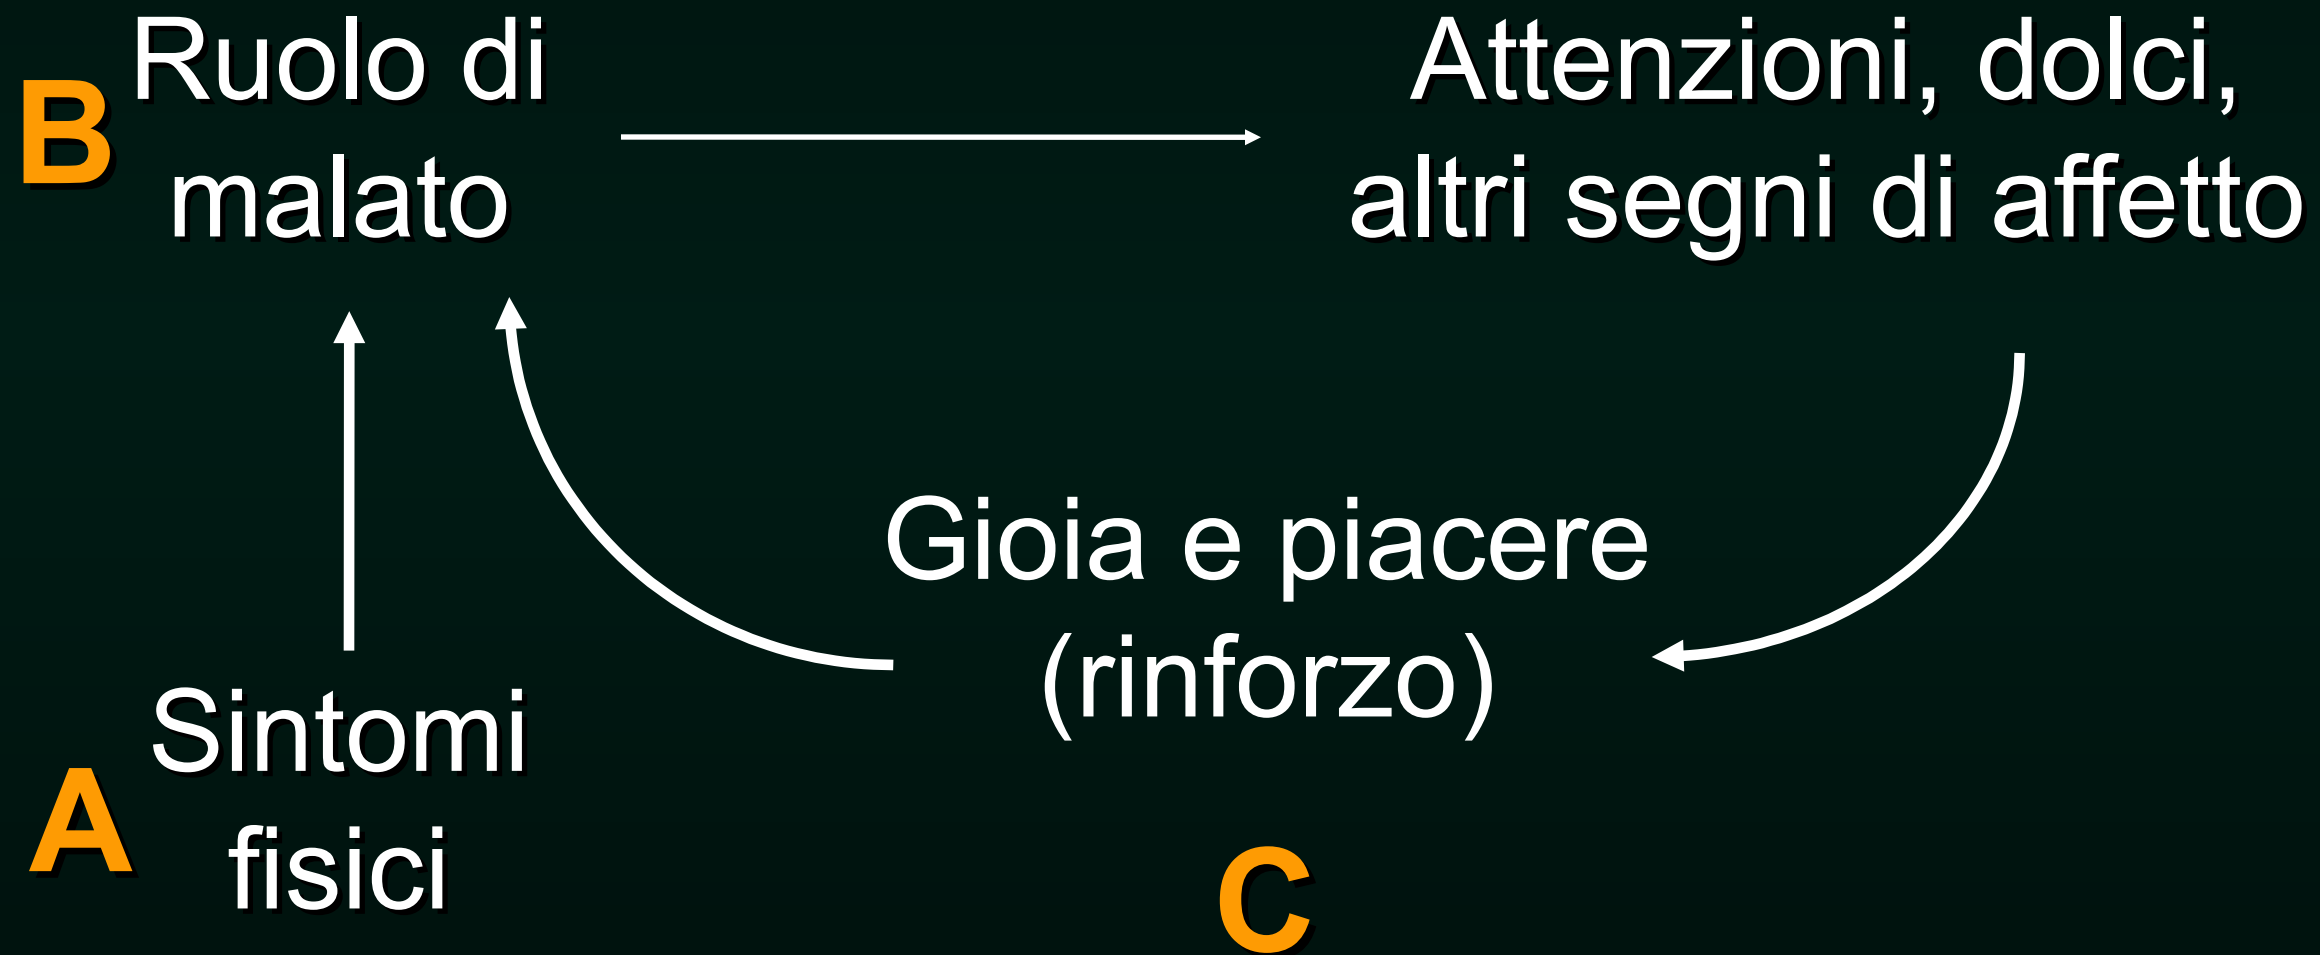 B
Ruolo di
malato
Attenzioni, dolci,
altri segni di affetto
Gioia e piacere
(rinforzo)
A
Sintomi
fisici
C